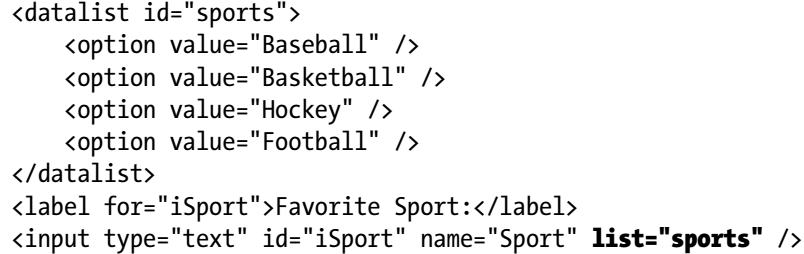 <datalist id="sports">
    <option value="Baseball" />
    <option value="Basketball" />
    <option value="Hockey" />
    <option value="Football" />
</datalist>
<label for="iSport">Favorite Sport:</label>
<input type="text" id="iSport" name="Sport" list="sports" />